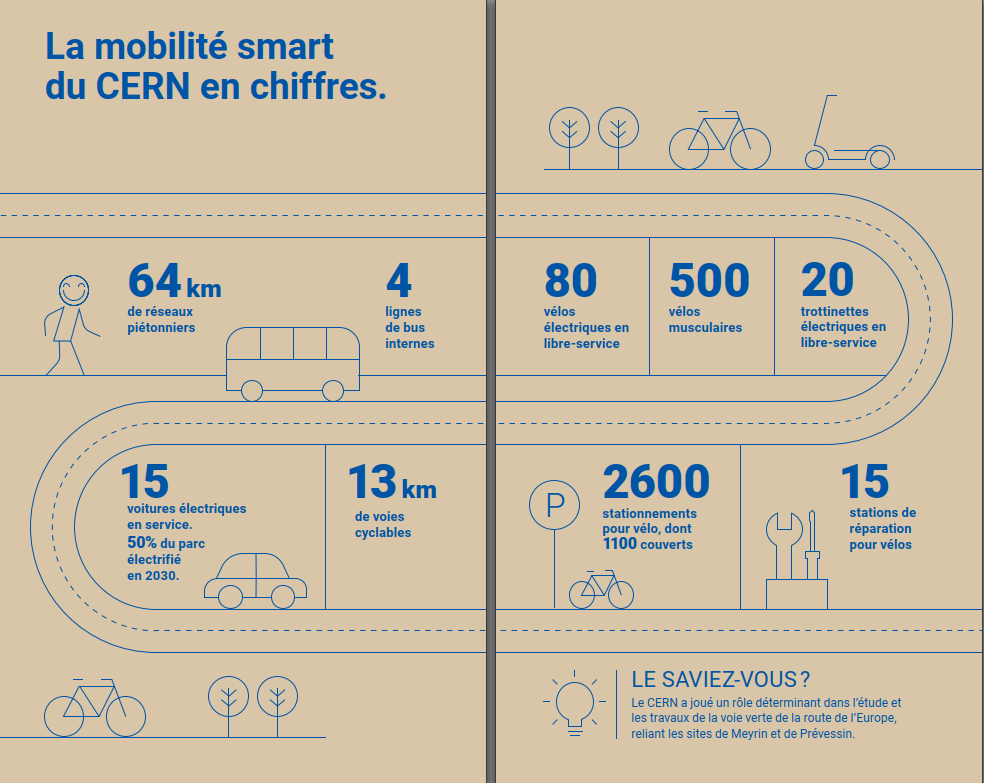 La mobilité smart
du CERN en chiffres.
64 km
de réseaux
piétonniers
4
lignes
de bus
internes
80
vélos
électriques en
libre-service
500
vélos
musculaires
20
trottinettes
électriques en
libre-service
15
voitures électriques
en service.
50% du parc
électrifié
en 2030.
13 km
de voies
cyclables
P
2600
stationnements
pour vélo, dont
1100 couverts
15
stations de
réparation
pour vélos
LE SAVIEZ-VOUS ?
Le CERN a joué un rôle déterminant dans l’étude et
les travaux de la voie verte de la route de l’Europe,
reliant les sites de Meyrin et de Prévessin.